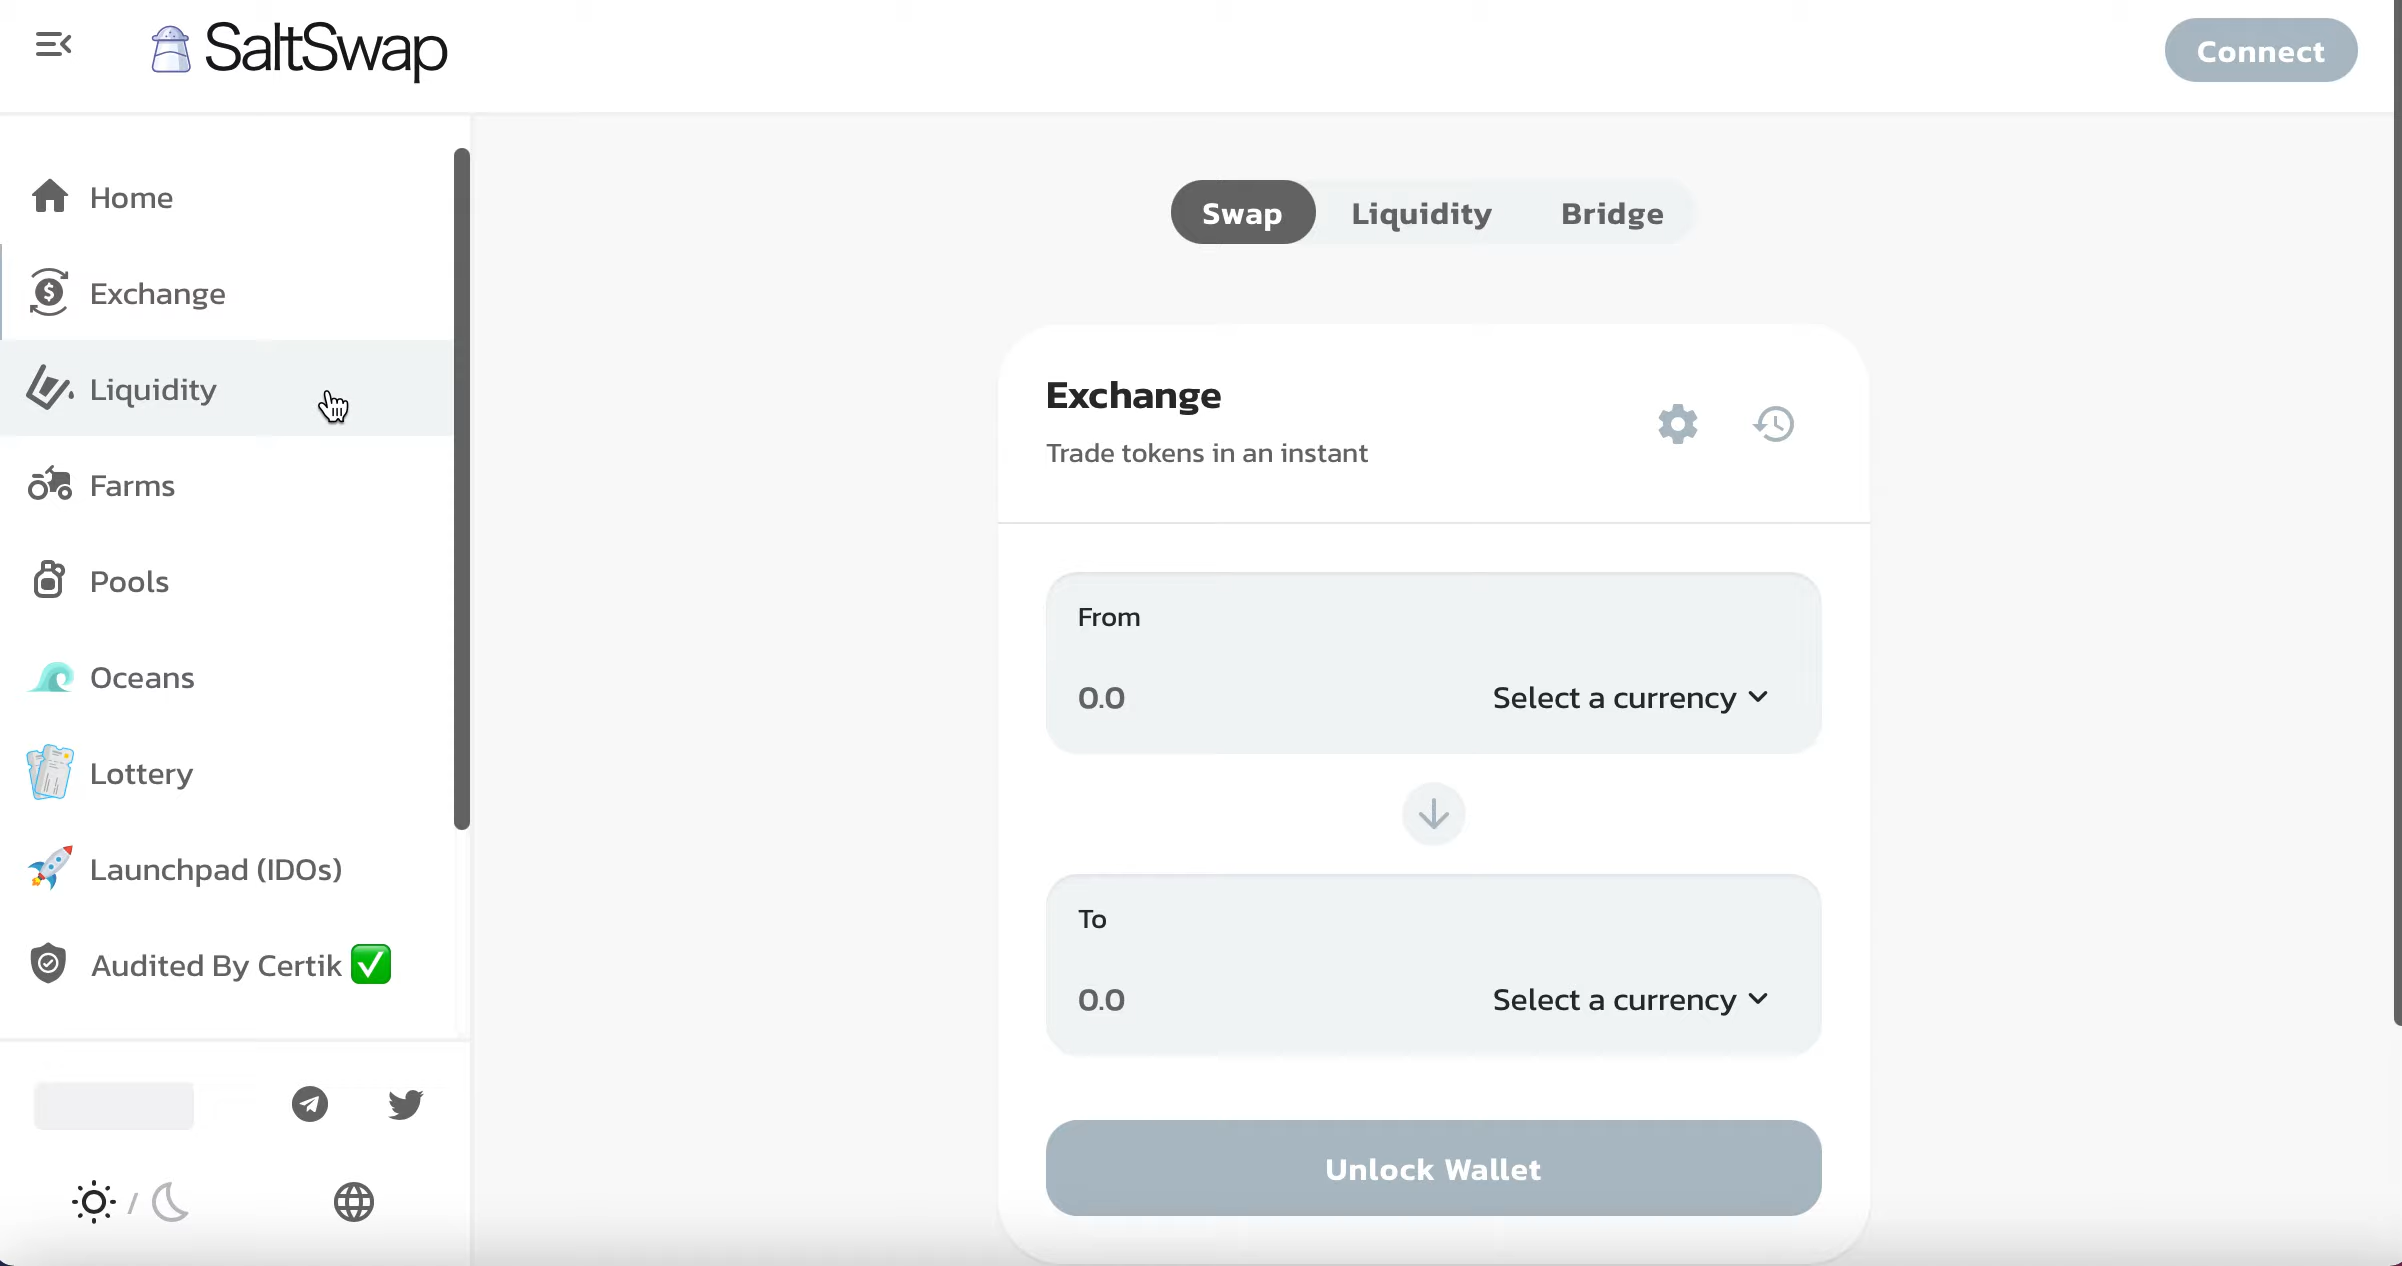 SaltSwap
Connect
Home
Exchange
Liquidity
Farms
Pools
Oceans
Lottery
Launchpad (IDOs)
Audited By Certik ✅
Swap Liquidity Bridge
Exchange
Trade tokens in an instant
From
0.0 Select a currency
To
0.0 Select a currency
Unlock Wallet
/